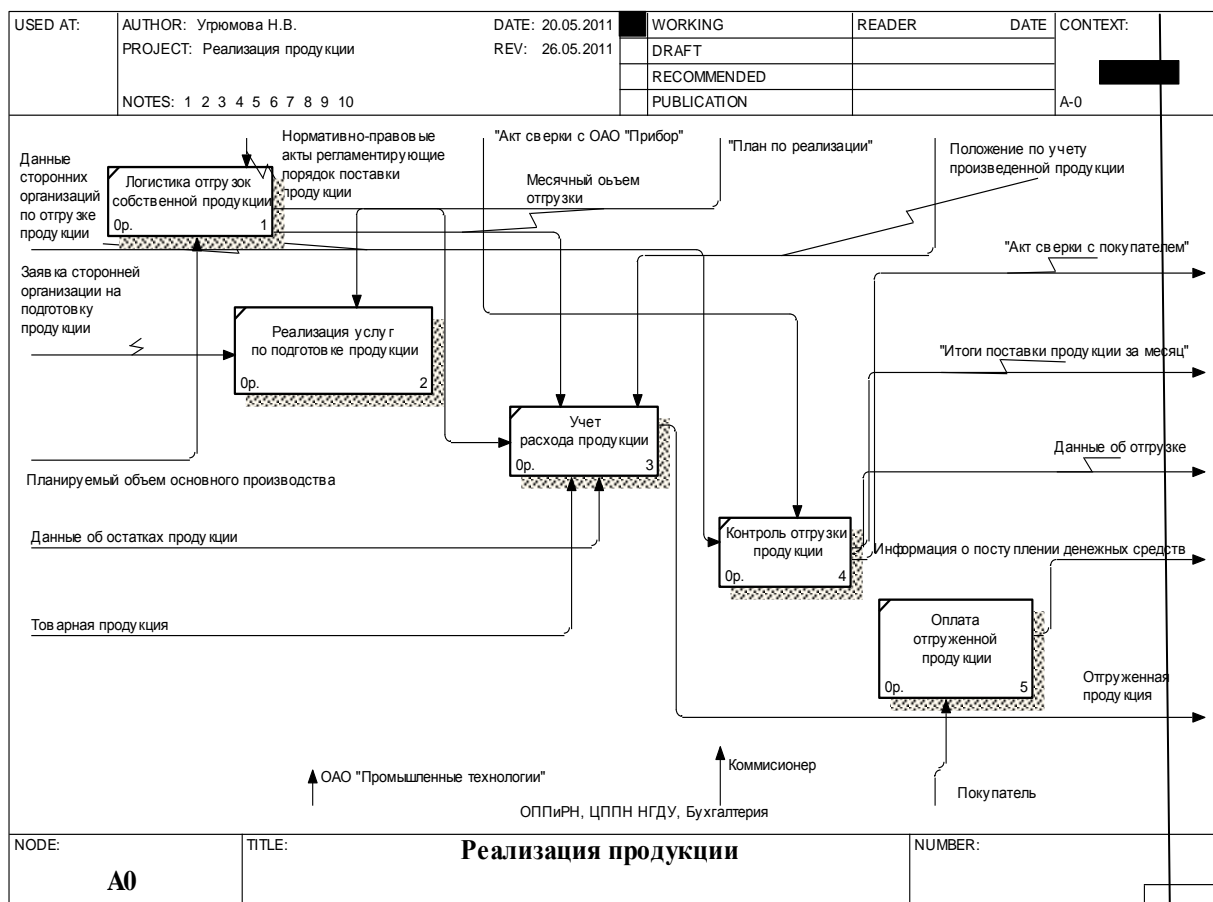 USED AT:
AUTHOR: Угрюмова Н.В.
DATE: 20.05.2011
WORKING
READER
DATE
CONTEXT:
PROJECT: Реализация продукции
REV: 26.05.2011
DRAFT
RECOMMENDED
NOTES: 1 2 3 4 5 6 7 8 9 10
PUBLICATION
A-0
Данные
сторонних
организаций
по отгрузке
продукции
Логистика отгрузок
собственной продукции
0р.
1
Нормативно-правовые
акты регламентирующие
порядок поставки
продукции
"Акт сверки с ОАО "Прибор"
"План по реализации"
Положение по учету
произведенной продукции
Месячный оьъем
отгрузки
"Акт сверки с покупателем"
Заявка сторонней
организации на
подготовку
продукции
Реализация услуг
по подготовке продукции
0р.
2
"Итоги поставки продукции за месяц"
Учет
расхода продукции
0р.
3
Данные об отгрузке
Планируемый объем основного производства
Данные об остатках продукции
Контроль отгрузки
продукции
0р.
4
Информация о поступлении денежных средств
Товарная продукция
Оплата
отгруженной
продукции
0р.
5
Отгруженная
продукция
ОАО "Промышленные технологии"
Коммисионер
Покупатель
ОППиРН, ЦППН НГДУ, Бухгалтерия
NODE:
TITLE:
Реализация продукции
NUMBER:
A0